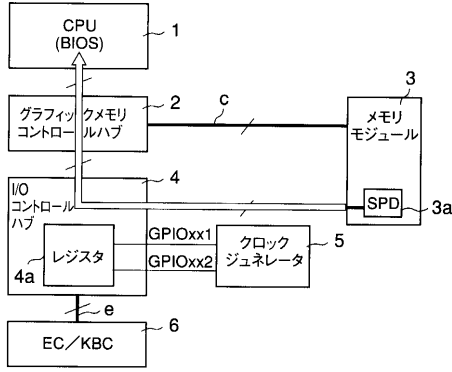 CPU
(BIOS)
1
グラフィックメモリ
コントロールハブ
2
c
3
メモリ
モジュール
SPD
3a
I/O
コントロール
ハブ
4
レジスタ
4a
GPIOxx1
GPIOxx2
クロック
ジュネレータ
5
e
EC／KBC
6